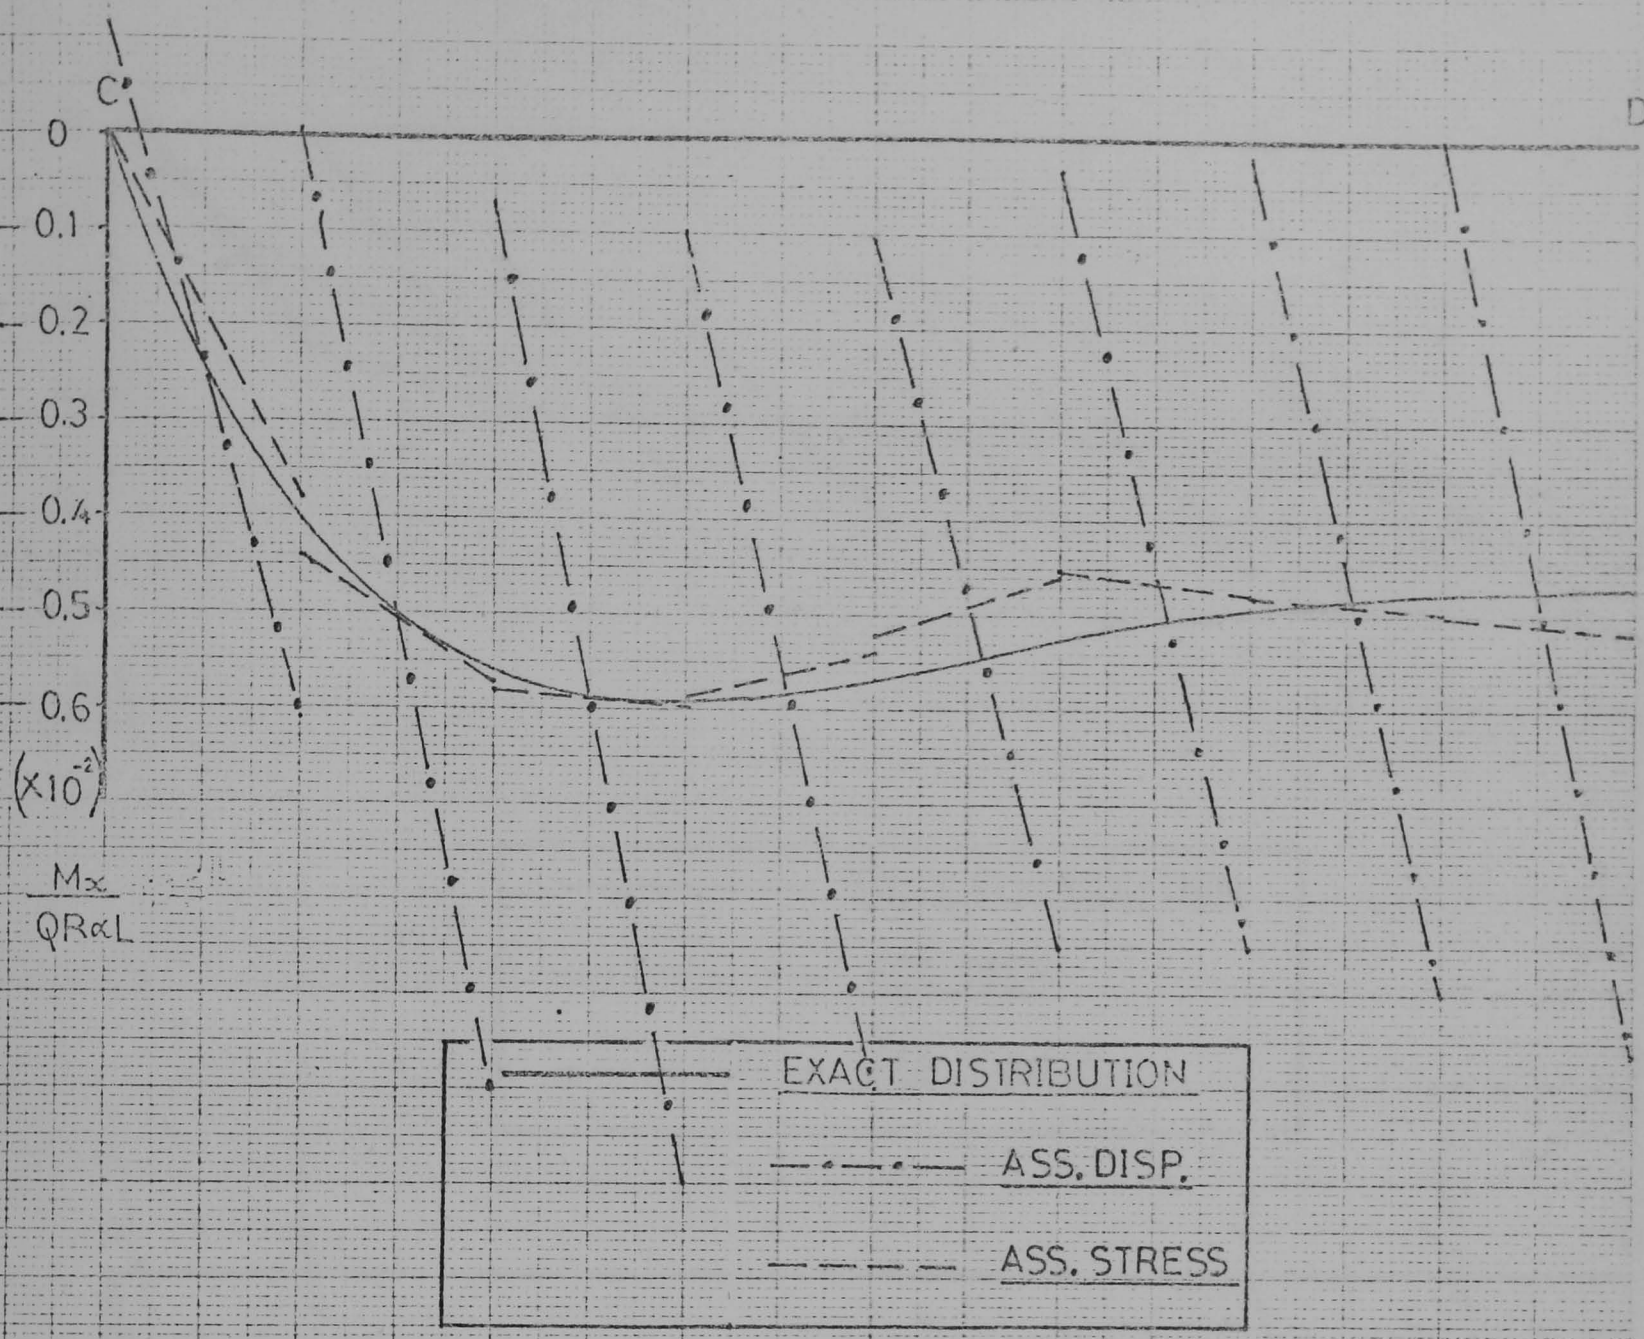 C
D
0
0.1
0.2
0.3
0.4
0.5
0.6
(×10⁻²)
Mx
QRαL
EXACT DISTRIBUTION
ASS. DISP.
ASS. STRESS